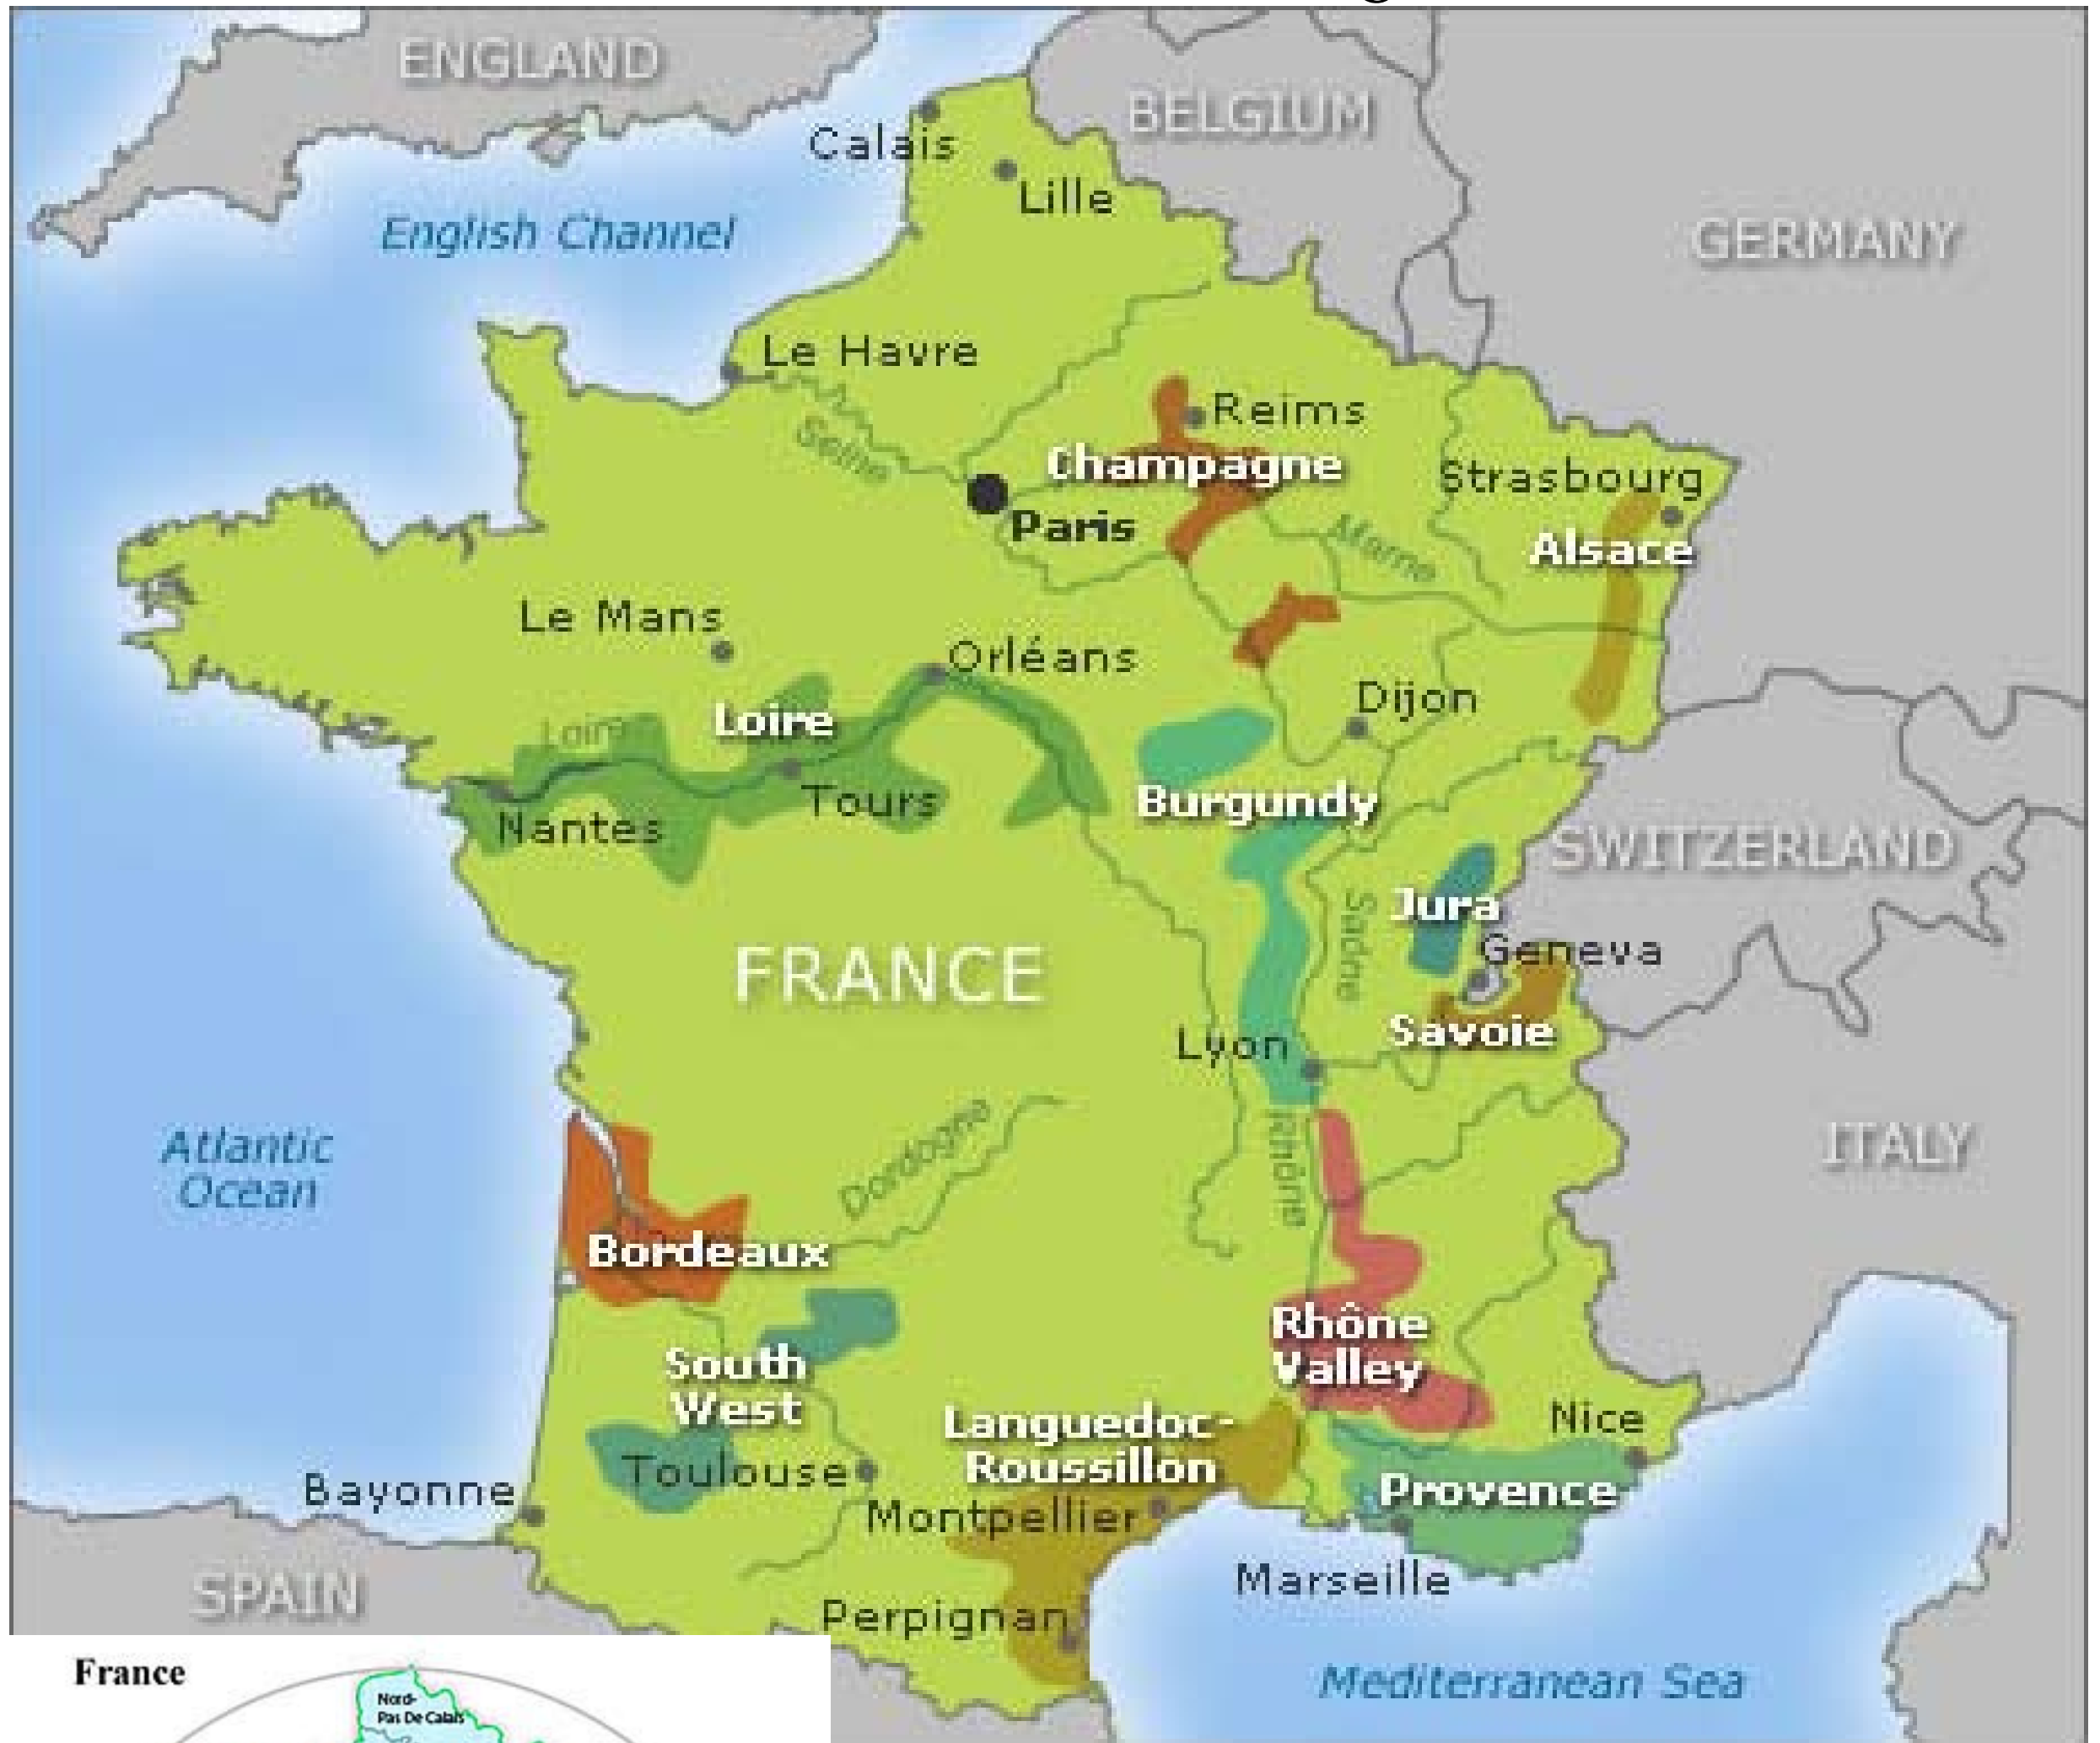 ENGLAND
BELGIUM
Calais
Lille
English Channel
GERMANY
Le Havre
Reims
Seine
Champagne
Strasbourg
Paris
Marne
Alsace
Le Mans
Orléans
Dijon
Loire
Loire
Tours
Burgundy
Nantes
SWITZERLAND
Jura
Saône
Geneva
FRANCE
Savoie
Lyon
Atlantic
Ocean
Dordogne
Rhône
ITALY
Bordeaux
Rhône
Valley
South
West
Languedoc-
Roussillon
Nice
Toulouse
Provence
Bayonne
Montpellier
Marseille
SPAIN
Perpignan
Mediterranean Sea
France
Nord-
Pas De Calais